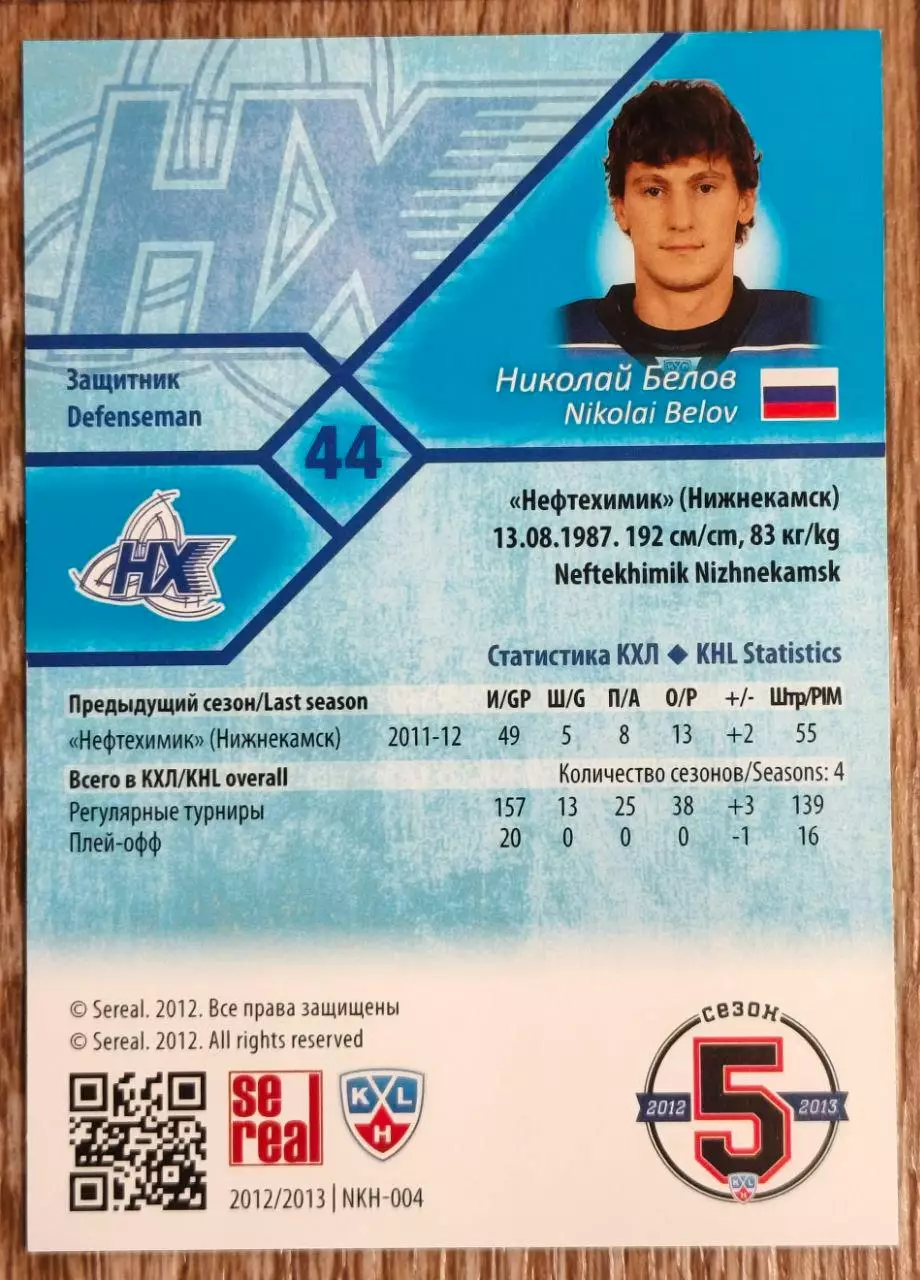 НХ
Защитник
Defenseman
44
Николай Белов
Nikolai Belov
НХ
«Нефтехимик» (Нижнекамск)
13.08.1987. 192 см/cm, 83 кг/kg
Neftekhimik Nizhnekamsk
Статистика КХЛ ◆ KHL Statistics
Предыдущий сезон/Last season И/GP Ш/G П/A О/P +/- Штр/PIM
«Нефтехимик» (Нижнекамск) 2011-12 49 5 8 13 +2 55
Всего в КХЛ/KHL overall Количество сезонов/Seasons: 4
Регулярные турниры 157 13 25 38 +3 139
Плей-офф 20 0 0 0 -1 16
© Sereal. 2012. Все права защищены
© Sereal. 2012. All rights reserved
se
real
KHL
2012/2013 | NKH-004
сезон
2012 5 2013
KHL